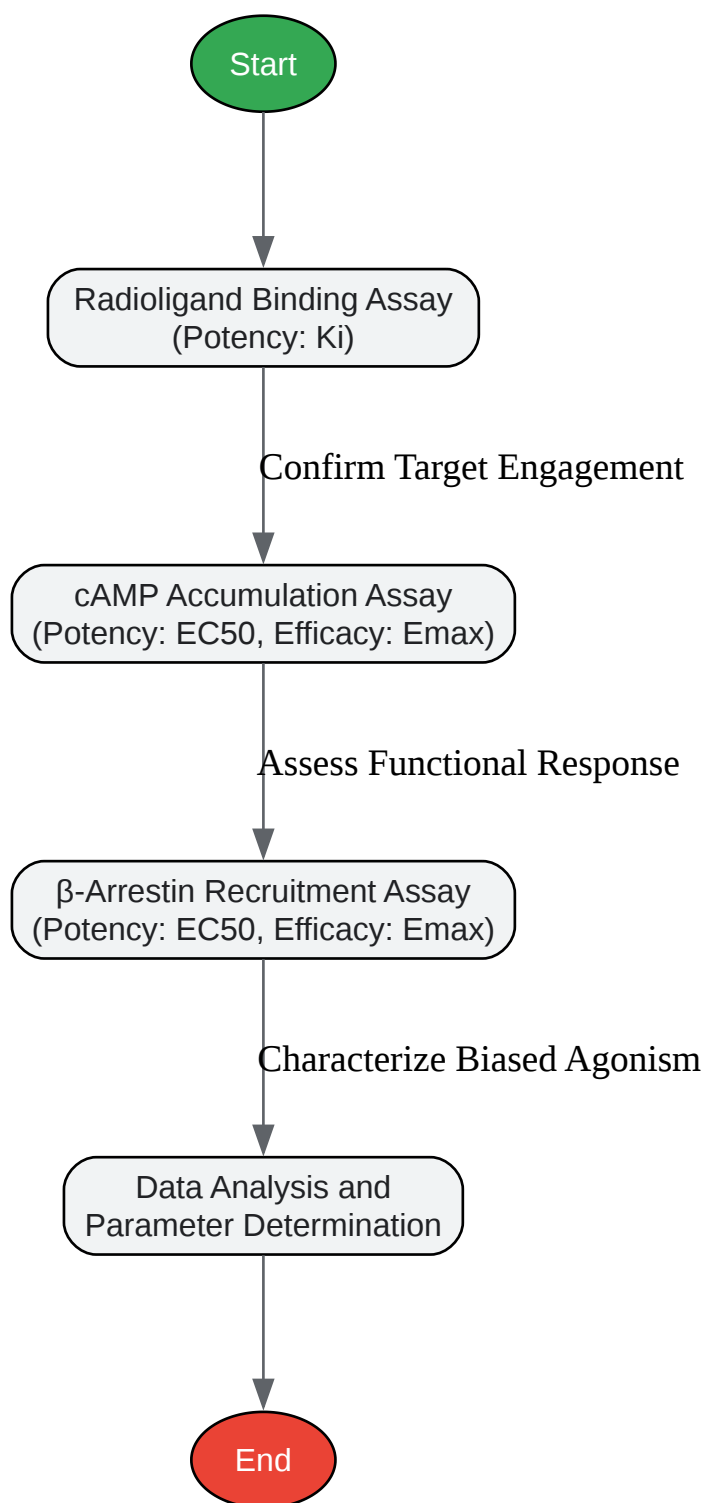 Start
Radioligand Binding Assay
(Potency: Ki)
Confirm Target Engagement
cAMP Accumulation Assay
(Potency: EC50, Efficacy: Emax)
Assess Functional Response
β-Arrestin Recruitment Assay
(Potency: EC50, Efficacy: Emax)
Characterize Biased Agonism
Data Analysis and
Parameter Determination
End